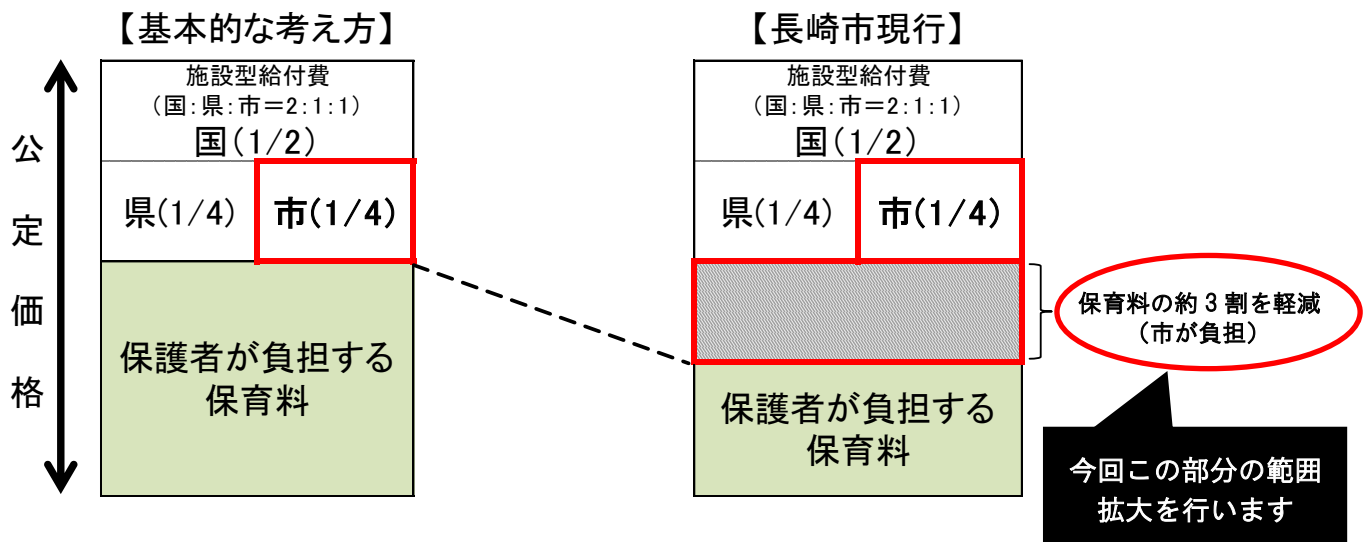 【基本的な考え方】
公定価格
施設型給付費
(国:県:市=2:1:1)
国(1/2)
県(1/4)
市(1/4)
保護者が負担する
保育料
【長崎市現行】
施設型給付費
(国:県:市=2:1:1)
国(1/2)
県(1/4)
市(1/4)
保護者が負担する
保育料
保育料の約3割を軽減
(市が負担)
今回この部分の範囲
拡大を行います